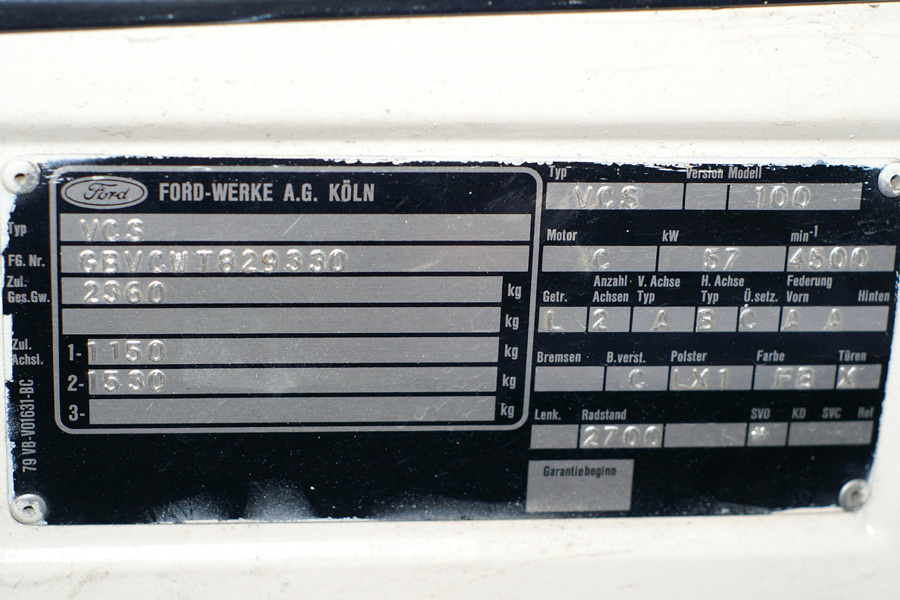 Ford FORD-WERKE A.G. KÖLN
Typ VCS
FG. Nr. GBVCWT829330
Zul. Ges.Gw. 2360 kg
kg
Zul. Achsl. 1- 1150 kg
2- 1530 kg
3- kg
79 VB-V01631-BC
Typ Version Modell
VCS 100
Motor kW min-1
C 57 4500
Getr. Anzahl Achsen V. Achse Typ H. Achse Typ Ü.setz. Federung Vorn Hinten
L 2 A B C A A
Bremsen B.verst. Polster Farbe Türen
C LX1 FB X
Lenk. Radstand SVO KD SVC Ref
2700 *
Garantiebeginn